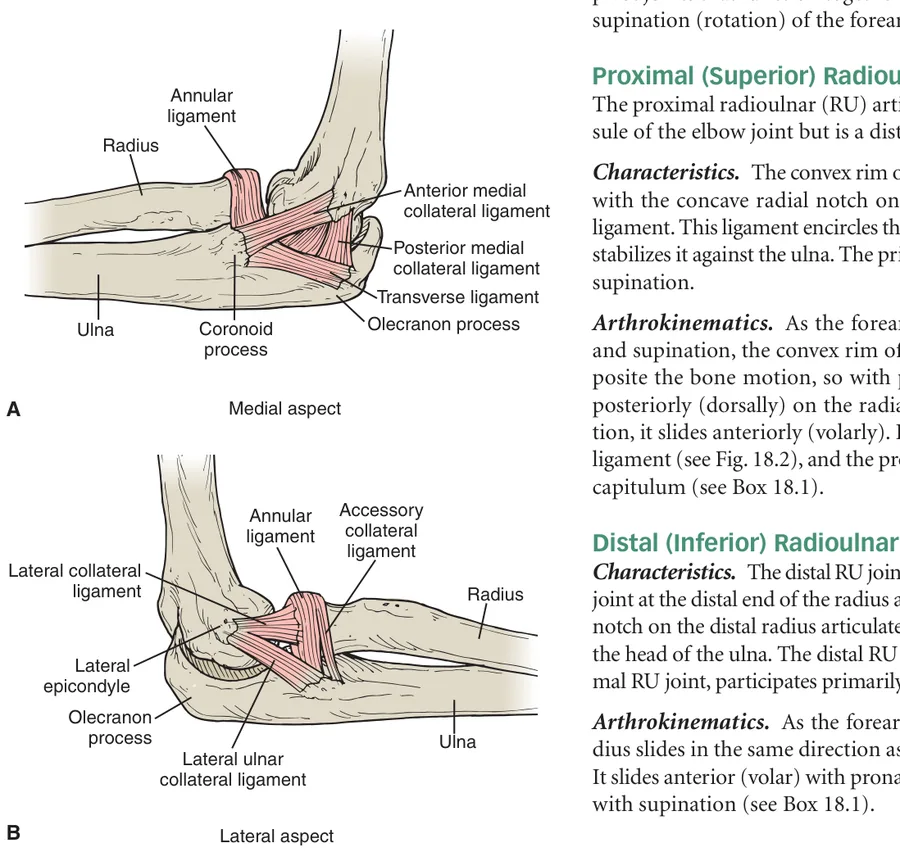 Annular
ligament
Radius
Anterior medial
collateral ligament
Posterior medial
collateral ligament
Transverse ligament
Olecranon process
Ulna
Coronoid
process
A
Medial aspect
Annular
ligament
Accessory
collateral
ligament
Lateral collateral
ligament
Radius
Lateral
epicondyle
Olecranon
process
Ulna
Lateral ulnar
collateral ligament
B
Lateral aspect
supination (rotation) of the forear
Proximal (Superior) Radiou
The proximal radioulnar (RU) arti
sule of the elbow joint but is a dist
Characteristics. The convex rim o
with the concave radial notch on
ligament. This ligament encircles th
stabilizes it against the ulna. The pri
supination.
Arthrokinematics. As the forear
and supination, the convex rim of
posite the bone motion, so with p
posteriorly (dorsally) on the radia
tion, it slides anteriorly (volarly). I
ligament (see Fig. 18.2), and the pro
capitulum (see Box 18.1).
Distal (Inferior) Radioulnar
Characteristics. The distal RU join
joint at the distal end of the radius a
notch on the distal radius articulate
the head of the ulna. The distal RU
mal RU joint, participates primarily
Arthrokinematics. As the forear
dius slides in the same direction as
It slides anterior (volar) with prona
with supination (see Box 18.1).